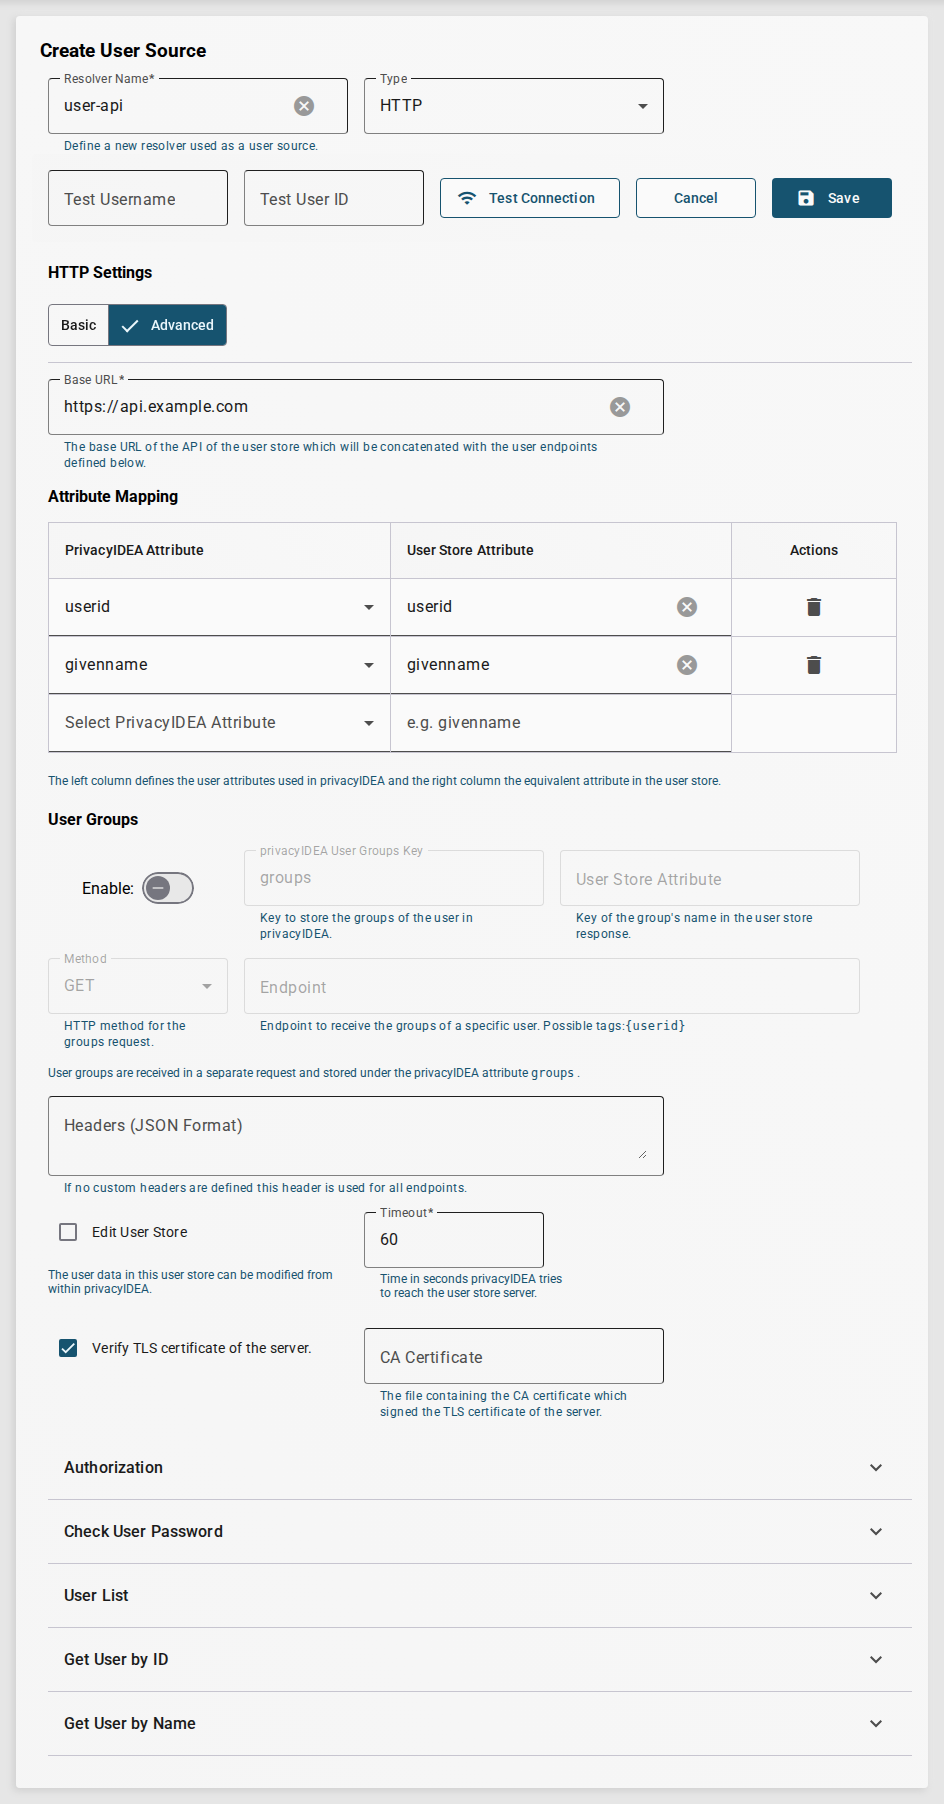 Create User Source
Resolver Name*
Type
user-api
HTTP
Define a new resolver used as a user source.
Test Username
Test User ID
Test Connection
Cancel
Save
HTTP Settings
Basic
Advanced
Base URL*
https://api.example.com
The base URL of the API of the user store which will be concatenated with the user endpoints
defined below.
Attribute Mapping
PrivacyIDEA Attribute
User Store Attribute
Actions
userid
userid
givenname
givenname
Select PrivacyIDEA Attribute
e.g. givenname
The left column defines the user attributes used in privacyIDEA and the right column the equivalent attribute in the user store.
User Groups
Enable:
privacyIDEA User Groups Key
groups
User Store Attribute
Key to store the groups of the user in
privacyIDEA.
Key of the group's name in the user store
response.
Method
GET
Endpoint
HTTP method for the
groups request.
Endpoint to receive the groups of a specific user. Possible tags:{userid}
User groups are received in a separate request and stored under the privacyIDEA attribute groups .
Headers (JSON Format)
If no custom headers are defined this header is used for all endpoints.
Edit User Store
Timeout*
60
The user data in this user store can be modified from
within privacyIDEA.
Time in seconds privacyIDEA tries
to reach the user store server.
Verify TLS certificate of the server.
CA Certificate
The file containing the CA certificate which
signed the TLS certificate of the server.
Authorization
Check User Password
User List
Get User by ID
Get User by Name